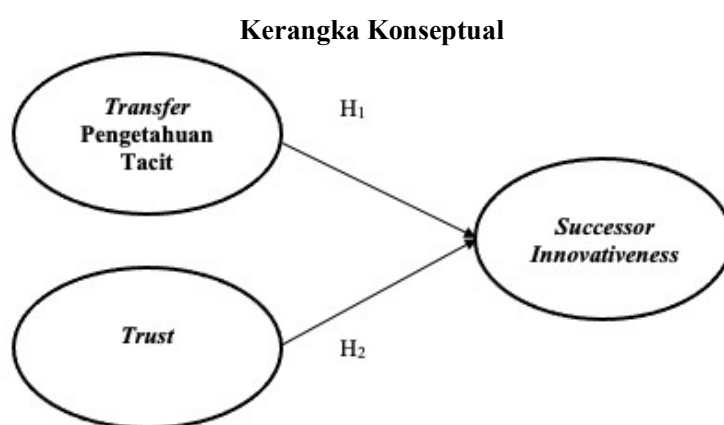 Kerangka Konseptual
Transfer
Pengetahuan
Tacit
H₁
Successor
Innovativeness
Trust
H₂